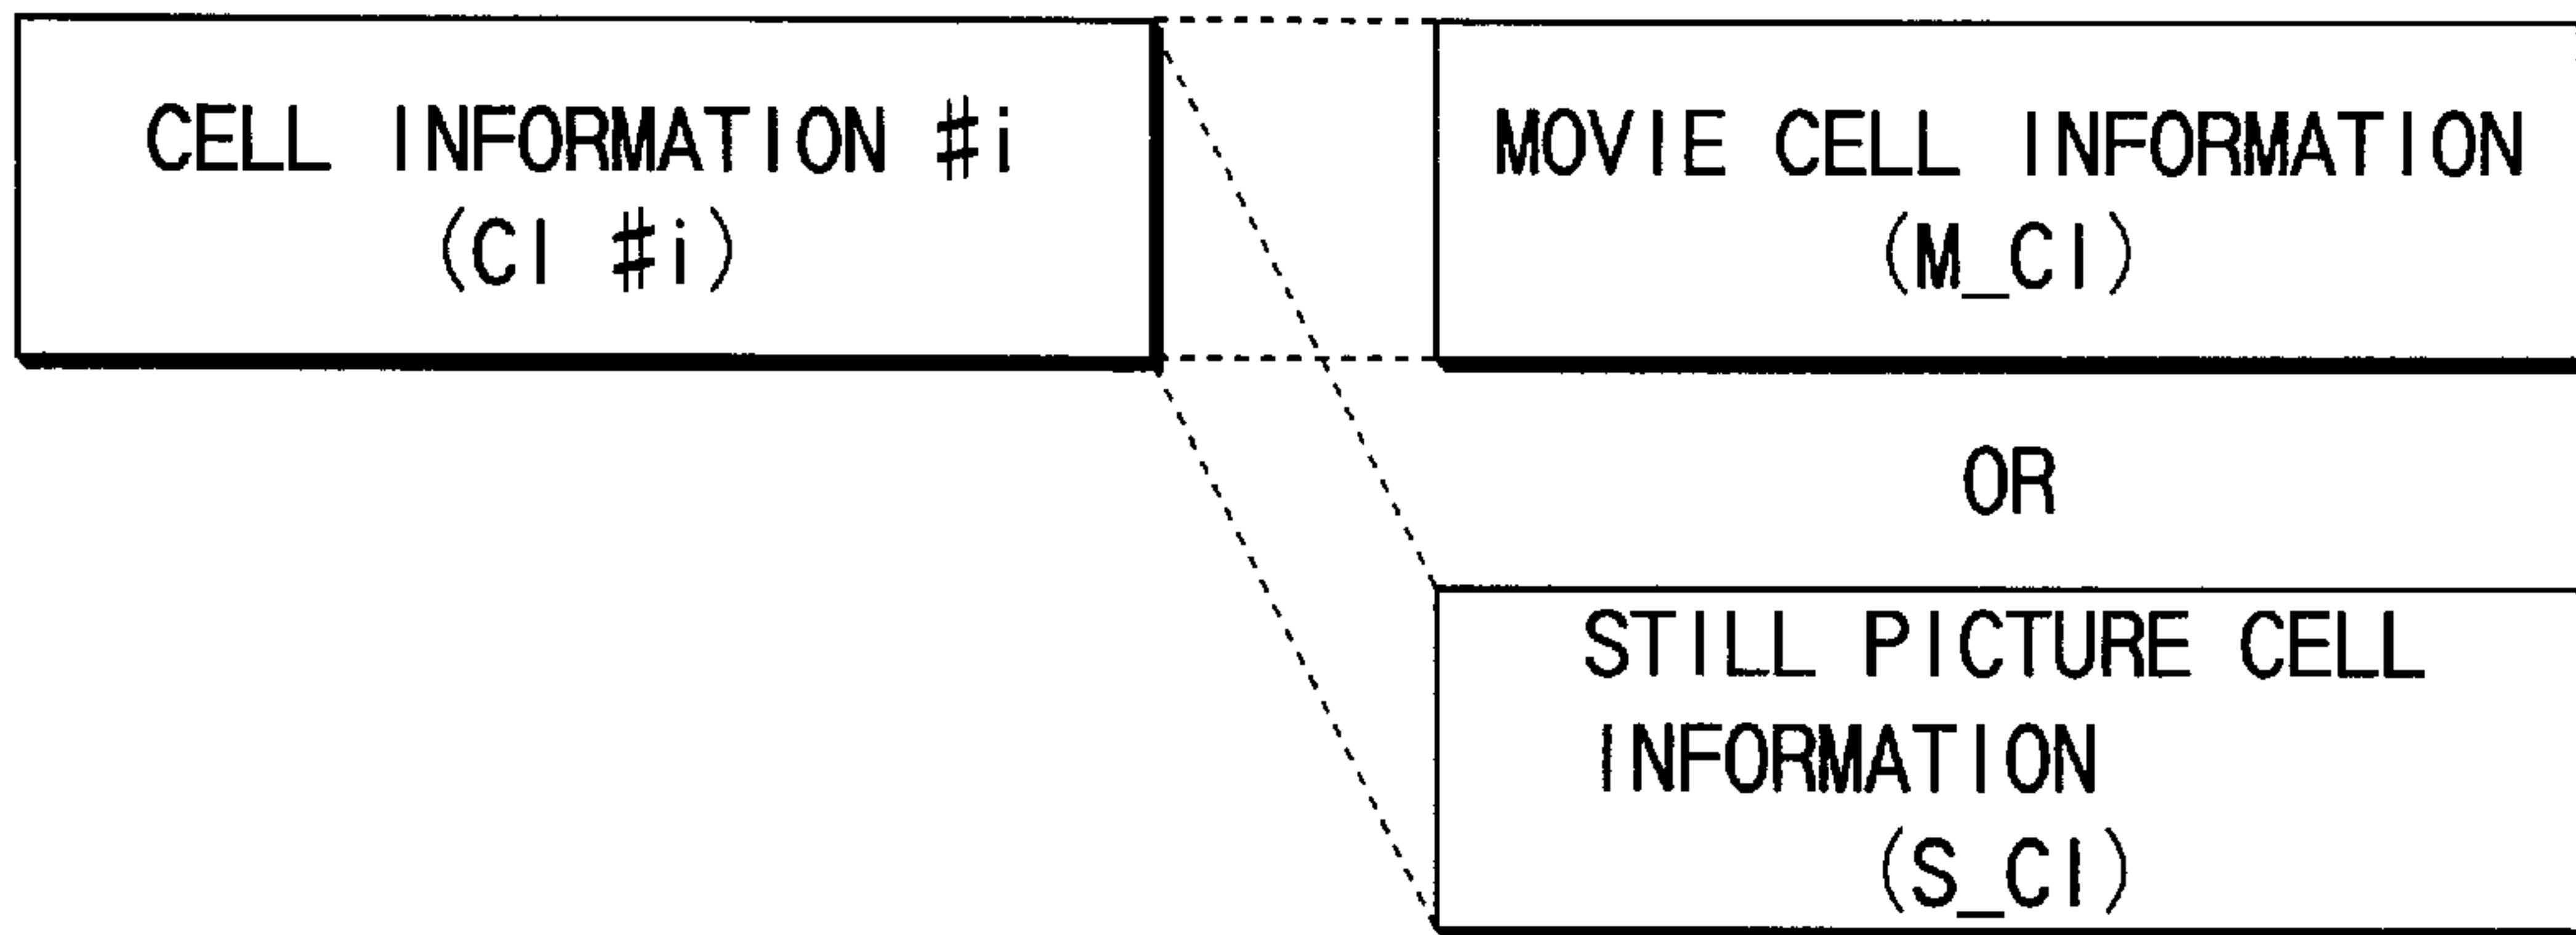 CELL INFORMATION #i
(CI #i)
MOVIE CELL INFORMATION
(M_CI)
OR
STILL PICTURE CELL
INFORMATION
(S_CI)